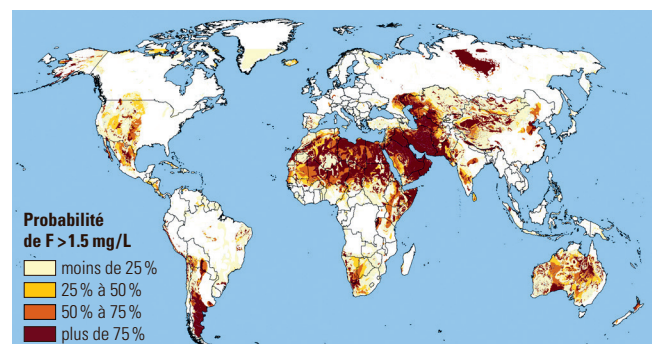 Probabilité
de F >1.5 mg/L
moins de 25 %
25 % à 50 %
50 % à 75 %
plus de 75 %